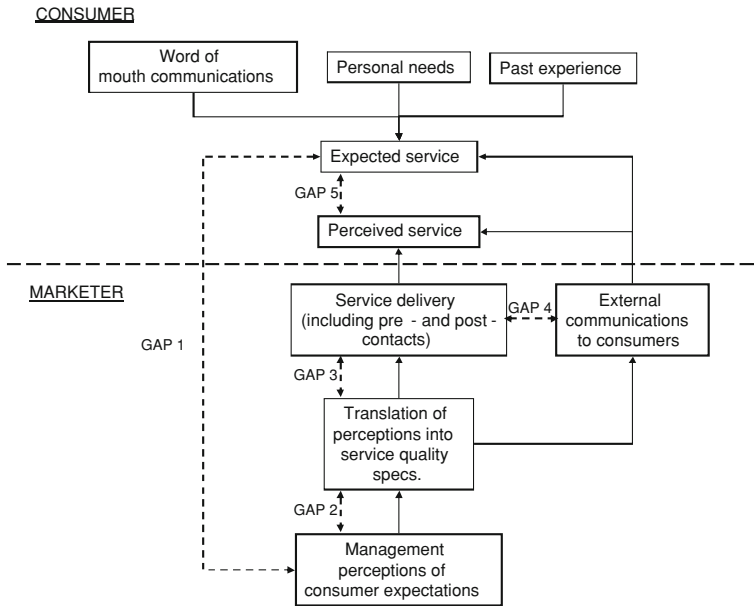 CONSUMER
Word of
mouth communications
Personal needs
Past experience
Expected service
GAP 5
Perceived service
MARKETER
Service delivery
(including pre - and post -
contacts)
GAP 4
External
communications
to consumers
GAP 1
GAP 3
Translation of
perceptions into
service quality
specs.
GAP 2
Management
perceptions of
consumer expectations